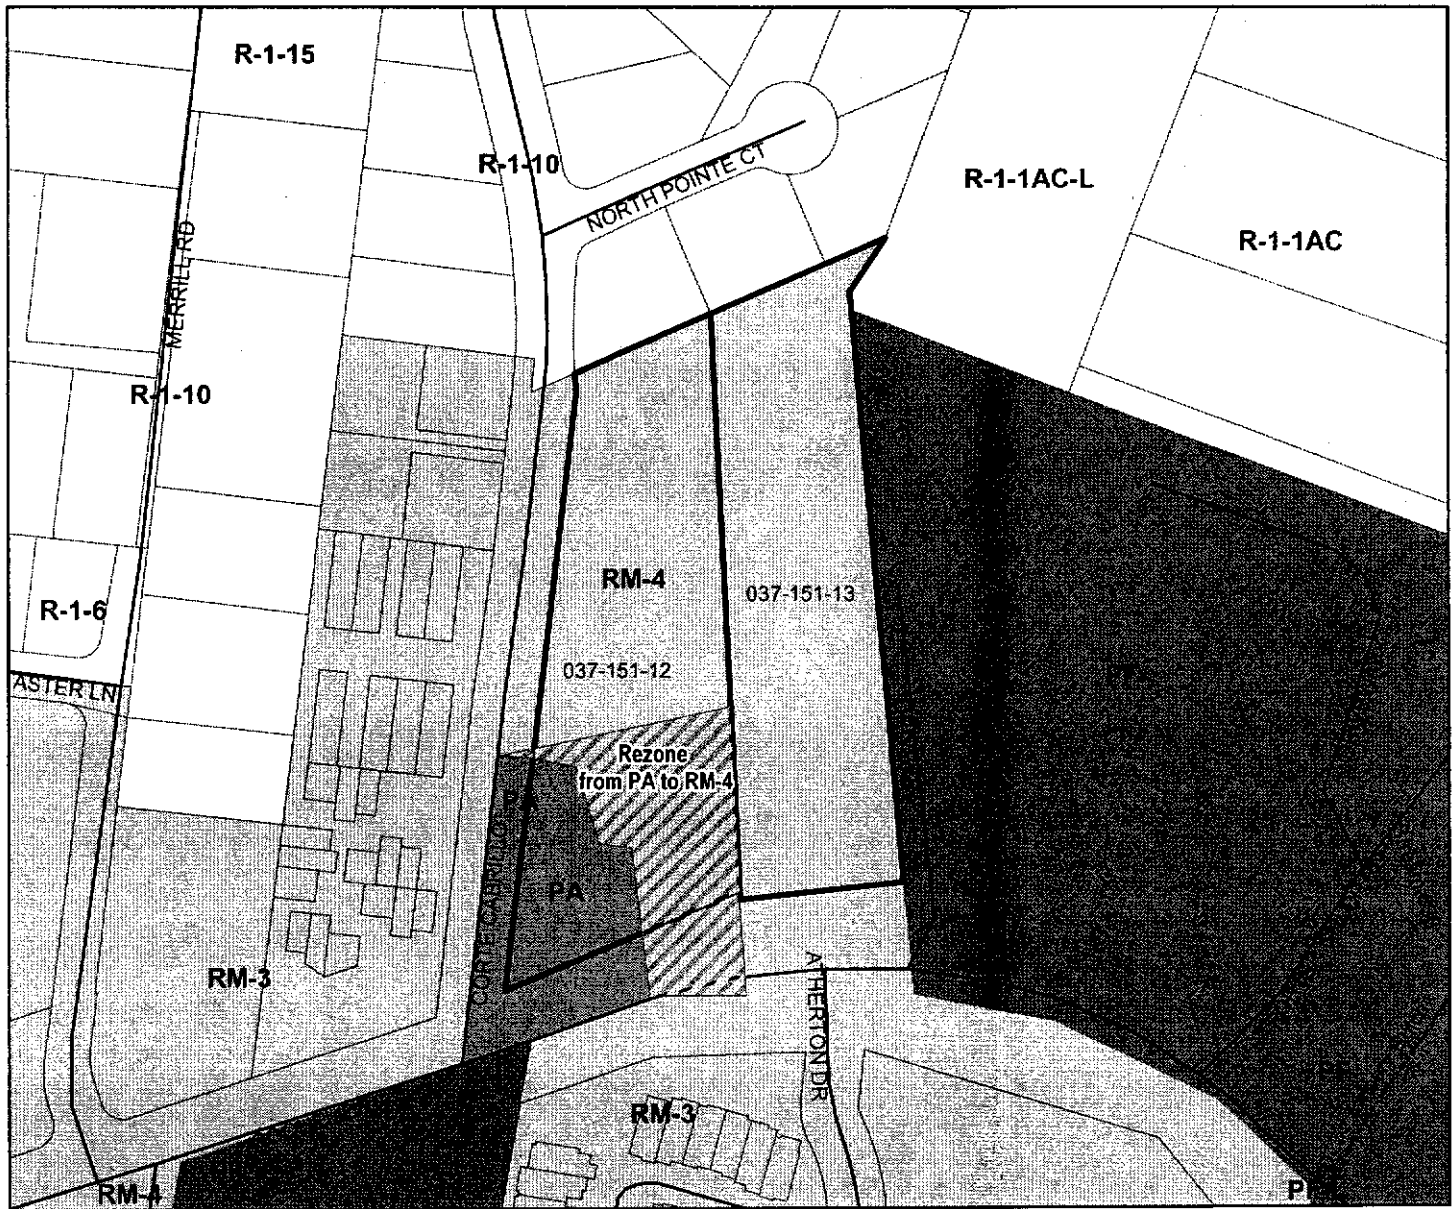 R-1-15
R-1-10
NORTH POINTE CT
R-1-1AC-L
R-1-1AC
MERRILL RD
R-1-10
RM-4
037-151-13
R-1-6
037-151-12
ASTER LN
Rezone
from PA to RM-4
PA
PA
CORTE CABRILLO
RM-3
ATHERTON DR
RM-3
RM-4